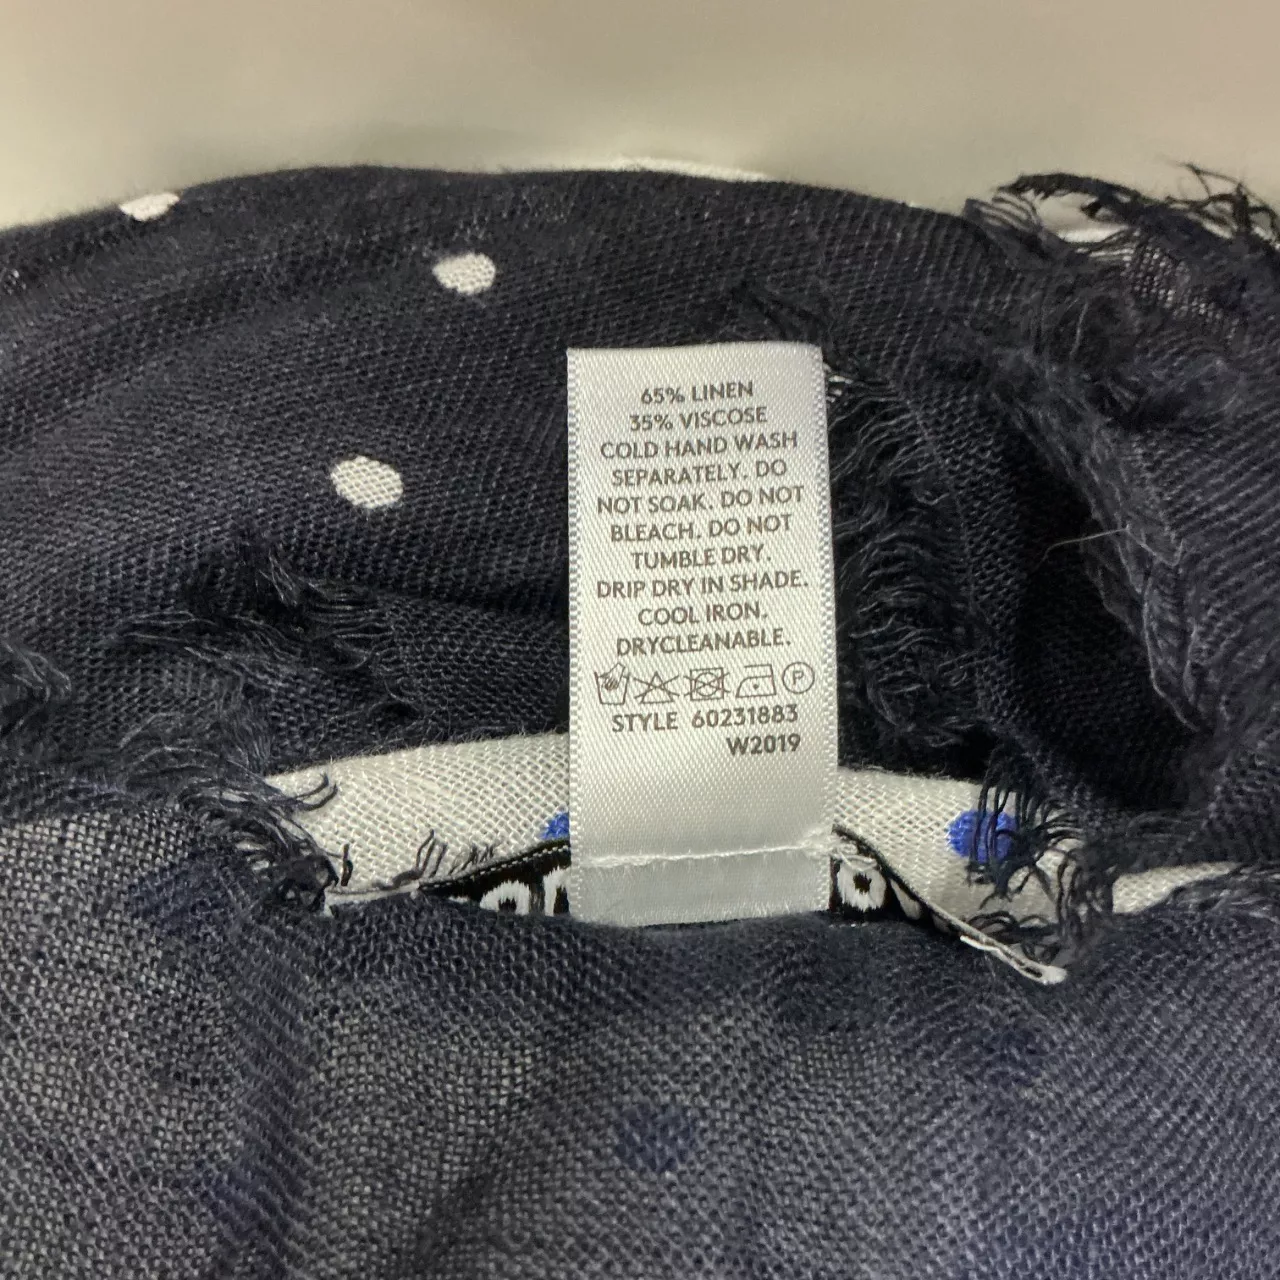 65% LINEN
35% VISCOSE
COLD HAND WASH
SEPARATELY. DO
NOT SOAK. DO NOT
BLEACH. DO NOT
TUMBLE DRY.
DRIP DRY IN SHADE.
COOL IRON.
DRYCLEANABLE.
P
STYLE 60231883
W2019